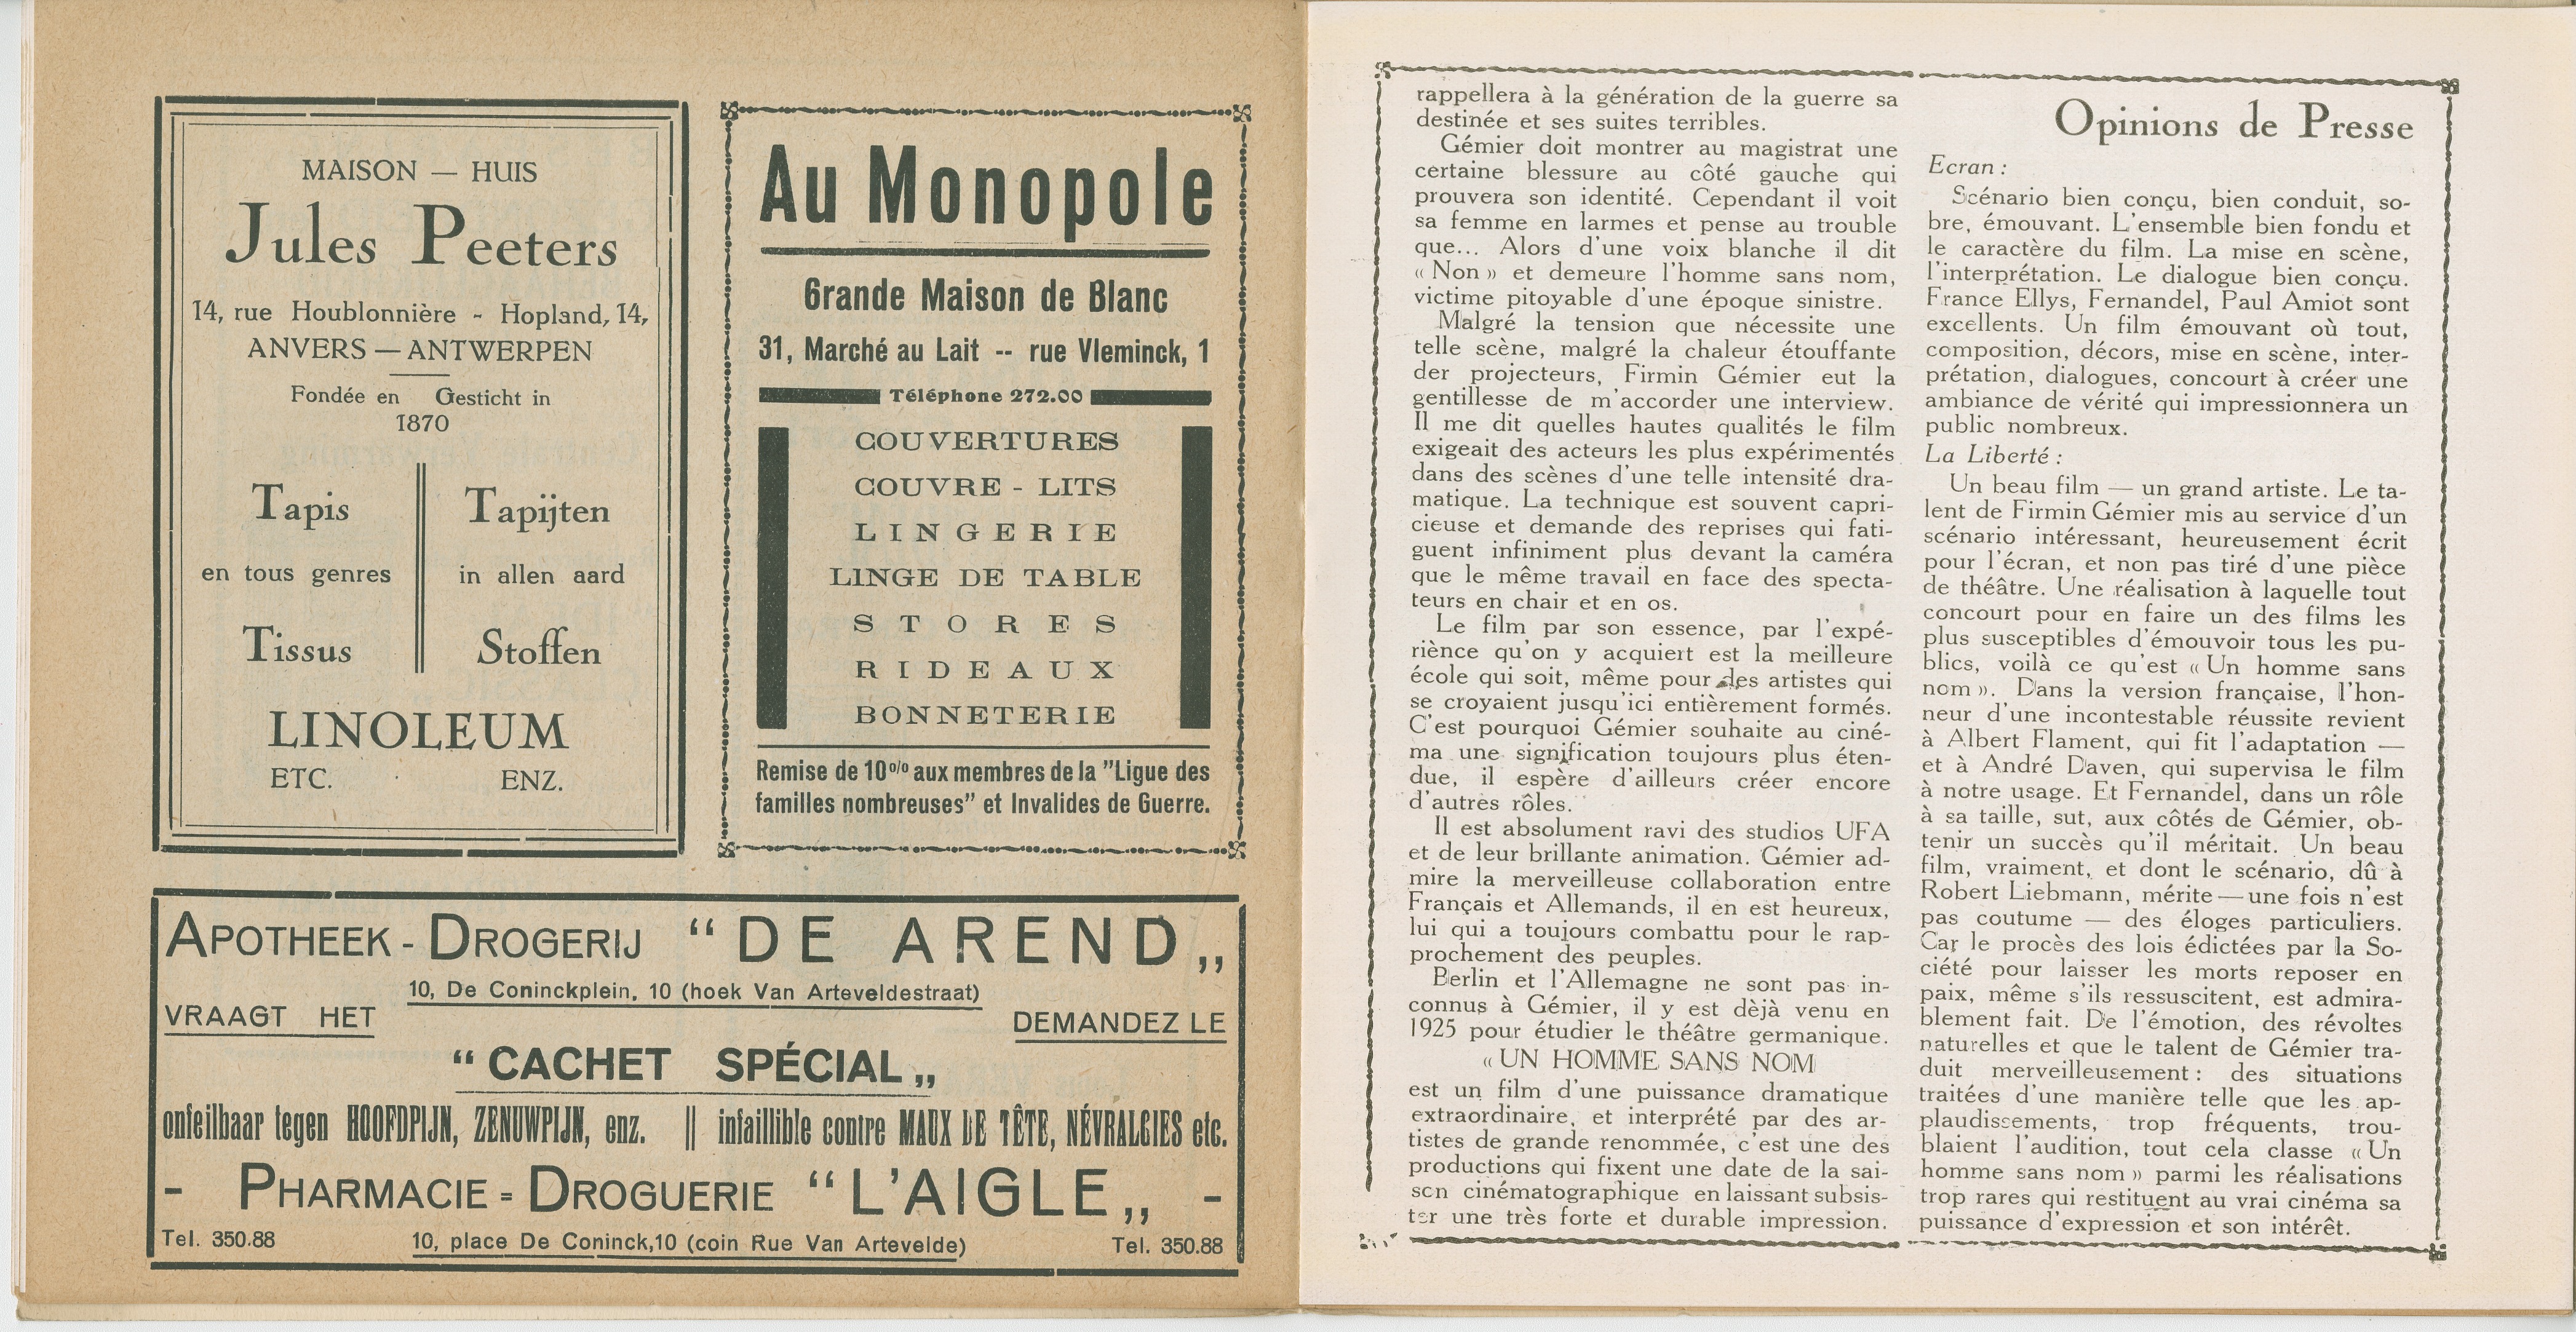 MAISON — HUIS
Jules Peeters
14, rue Houblonnière - Hopland, 14,
ANVERS — ANTWERPEN
Fondée en Gesticht in
1870
Tapis
en tous genres
Tissus
Tapijten
in allen aard
Stoffen
LINOLEUM
ETC. ENZ.
Au Monopole
Grande Maison de Blanc
31, Marché au Lait -- rue Vleminck, 1
Téléphone 272.00
COUVERTURES
COUVRE - LITS
LINGERIE
LINGE DE TABLE
STORES
RIDEAUX
BONNETERIE
Remise de 10% aux membres de la "Ligue des
familles nombreuses" et Invalides de Guerre.
APOTHEEK - DROGERIJ “DE AREND„
10, De Coninckplein, 10 (hoek Van Arteveldestraat)
VRAAGT HET
DEMANDEZ LE
“CACHET SPÉCIAL„
onfeilbaar tegen HOOFDPIJN, ZENUWPIJN, enz. || infaillible contre MAUX DE TÊTE, NÉVRALGIES etc.
- PHARMACIE = DROGUERIE “L'AIGLE„ -
Tel. 350.88 10, place De Coninck,10 (coin Rue Van Artevelde) Tel. 350.88
rappellera à la génération de la guerre sa
destinée et ses suites terribles.
Gémier doit montrer au magistrat une
certaine blessure au côté gauche qui
prouvera son identité. Cependant il voit
sa femme en larmes et pense au trouble
que... Alors d'une voix blanche il dit
« Non » et demeure l'homme sans nom,
victime pitoyable d'une époque sinistre.
Malgré la tension que nécessite une
telle scène, malgré la chaleur étouffante
der projecteurs, Firmin Gémier eut la
gentillesse de m'accorder une interview.
Il me dit quelles hautes qualités le film
exigeait des acteurs les plus expérimentés
dans des scènes d'une telle intensité dra-
matique. La technique est souvent capri-
cieuse et demande des reprises qui fati-
guent infiniment plus devant la caméra
que le même travail en face des specta-
teurs en chair et en os.
Le film par son essence, par l'expé-
riènce qu'on y acquiert est la meilleure
école qui soit, même pour des artistes qui
se croyaient jusqu'ici entièrement formés.
C'est pourquoi Gémier souhaite au ciné-
ma une signification toujours plus éten-
due, il espère d'ailleurs créer encore
d'autres rôles.
Il est absolument ravi des studios UFA
et de leur brillante animation. Gémier ad-
mire la merveilleuse collaboration entre
Français et Allemands, il en est heureux,
lui qui a toujours combattu pour le rap-
prochement des peuples.
Berlin et l'Allemagne ne sont pas in-
connus à Gémier, il y est dèjà venu en
1925 pour étudier le théâtre germanique.
« UN HOMME SANS NOM
est un film d'une puissance dramatique
extraordinaire, et interprété par des ar-
tistes de grande renommée, c'est une des
productions qui fixent une date de la sai-
son cinématographique en laissant subsis-
ter une très forte et durable impression.
Opinions de Presse
Ecran :
Scénario bien conçu, bien conduit, so-
bre, émouvant. L'ensemble bien fondu et
le caractère du film. La mise en scène,
l'interprétation. Le dialogue bien conçu.
France Ellys, Fernandel, Paul Amiot sont
excellents. Un film émouvant où tout,
composition, décors, mise en scène, inter-
prétation, dialogues, concourt à créer une
ambiance de vérité qui impressionnera un
public nombreux.
La Liberté :
Un beau film — un grand artiste. Le ta-
lent de Firmin Gémier mis au service d'un
scénario intéressant, heureusement écrit
pour l'écran, et non pas tiré d'une pièce
de théâtre. Une réalisation à laquelle tout
concourt pour en faire un des films les
plus susceptibles d'émouvoir tous les pu-
blics, voilà ce qu'est « Un homme sans
nom ». Dans la version française, l'hon-
neur d'une incontestable réussite revient
à Albert Flament, qui fit l'adaptation —
et à André Daven, qui supervisa le film
à notre usage. Et Fernandel, dans un rôle
à sa taille, sut, aux côtés de Gémier, ob-
tenir un succès qu'il méritait. Un beau
film, vraiment, et dont le scénario, dû à
Robert Liebmann, mérite — une fois n'est
pas coutume — des éloges particuliers.
Car le procès des lois édictées par la So-
ciété pour laisser les morts reposer en
paix, même s'ils ressuscitent, est admira-
blement fait. De l'émotion, des révoltes
naturelles et que le talent de Gémier tra-
duit merveilleusement : des situations
traitées d'une manière telle que les ap-
plaudissements, trop fréquents, trou-
blaient l'audition, tout cela classe « Un
homme sans nom » parmi les réalisations
trop rares qui restituent au vrai cinéma sa
puissance d'expression et son intérêt.